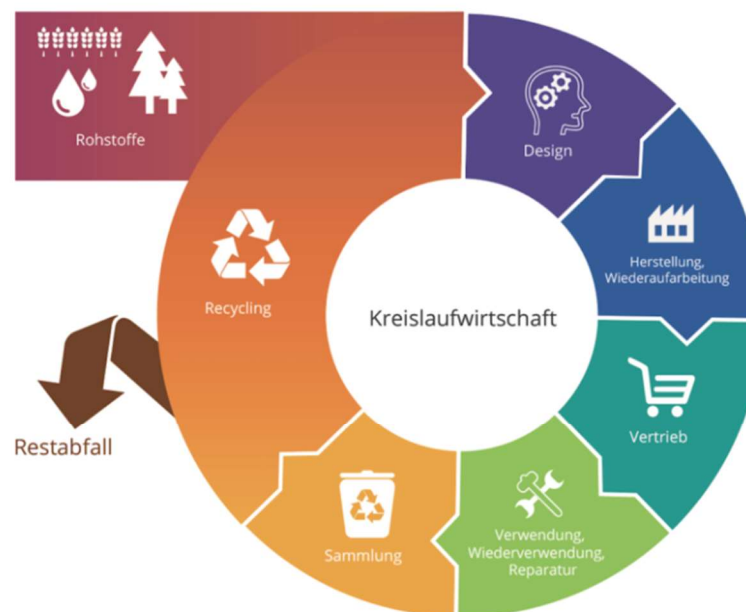 Rohstoffe
Design
Herstellung,
Wiederaufarbeitung
Recycling
Kreislaufwirtschaft
Vertrieb
Restabfall
Sammlung
Verwendung,
Wiederverwendung,
Reparatur